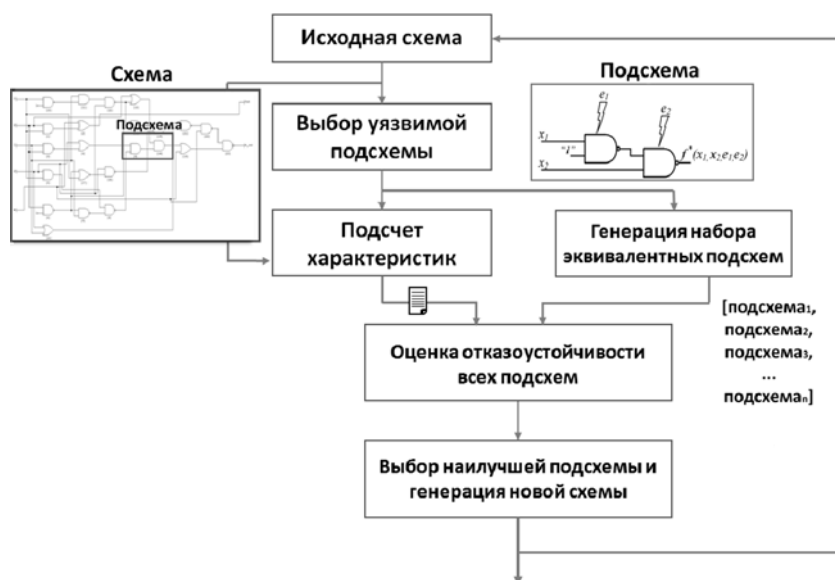 Исходная схема
Схема
Подсхема
Подсхема
Выбор уязвимой
подсхемы
e1
e2
x1
"1"
x2
f*(x1,x2,e1,e2)
Подсчет
характеристик
Генерация набора
эквивалентных подсхем
[подсхема1,
подсхема2,
подсхема3,
...
подсхемаn]
Оценка отказоустойчивости
всех подсхем
Выбор наилучшей подсхемы и
генерация новой схемы